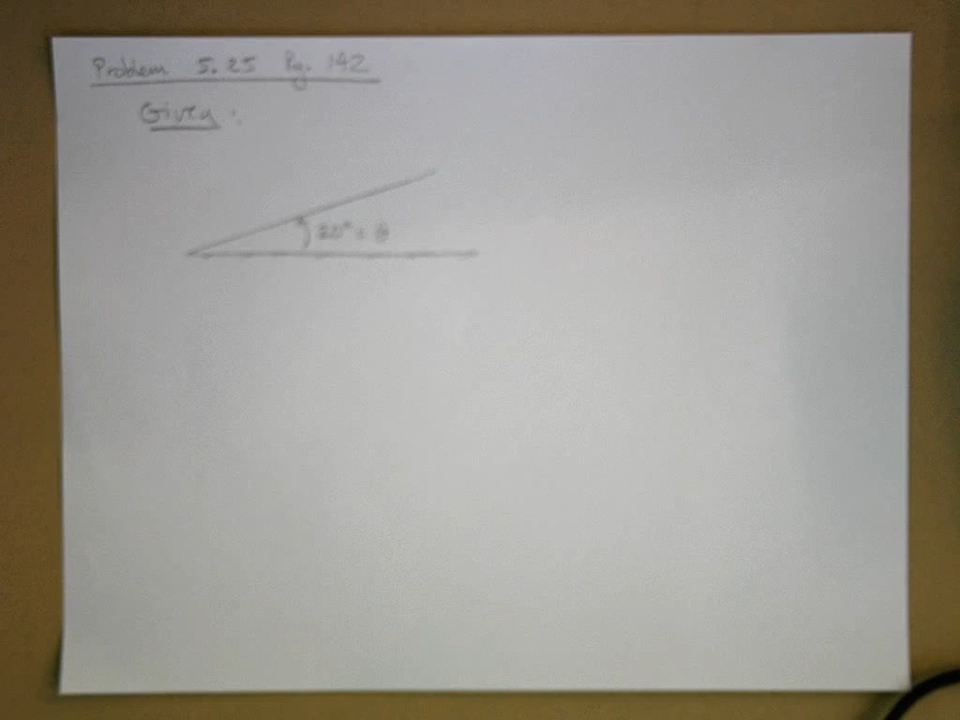 Problem 5.25 Pg. 142
Given:
20° = θ